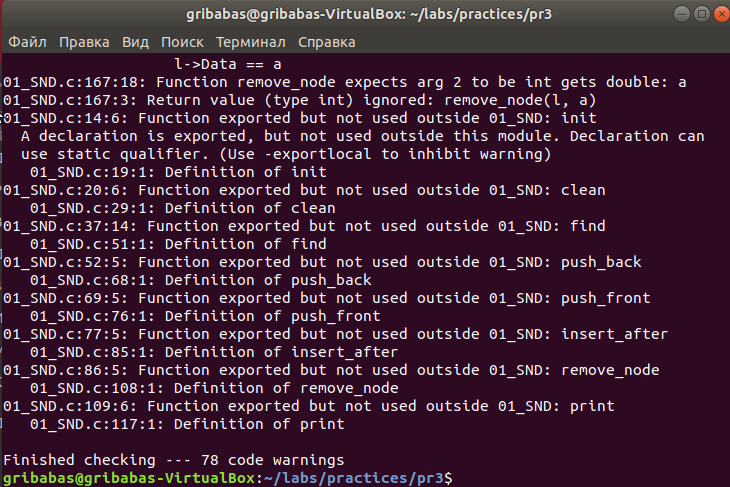 gribabas@gribabas-VirtualBox: ~/labs/practices/pr3
Файл Правка Вид Поиск Терминал Справка
l->Data == a
01_SND.c:167:18: Function remove_node expects arg 2 to be int gets double: a
01_SND.c:167:3: Return value (type int) ignored: remove_node(l, a)
01_SND.c:14:6: Function exported but not used outside 01_SND: init
A declaration is exported, but not used outside this module. Declaration can
use static qualifier. (Use -exportlocal to inhibit warning)
01_SND.c:19:1: Definition of init
01_SND.c:20:6: Function exported but not used outside 01_SND: clean
01_SND.c:29:1: Definition of clean
01_SND.c:37:14: Function exported but not used outside 01_SND: find
01_SND.c:51:1: Definition of find
01_SND.c:52:5: Function exported but not used outside 01_SND: push_back
01_SND.c:68:1: Definition of push_back
01_SND.c:69:5: Function exported but not used outside 01_SND: push_front
01_SND.c:76:1: Definition of push_front
01_SND.c:77:5: Function exported but not used outside 01_SND: insert_after
01_SND.c:85:1: Definition of insert_after
01_SND.c:86:5: Function exported but not used outside 01_SND: remove_node
01_SND.c:108:1: Definition of remove_node
01_SND.c:109:6: Function exported but not used outside 01_SND: print
01_SND.c:117:1: Definition of print
Finished checking --- 78 code warnings
gribabas@gribabas-VirtualBox:~/labs/practices/pr3$